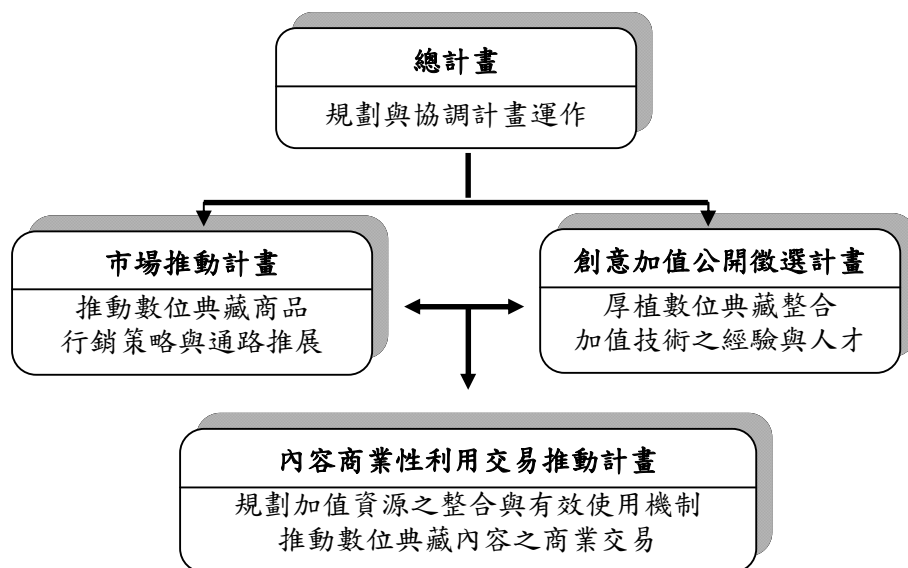 總計畫
規劃與協調計畫運作
市場推動計畫
推動數位典藏商品
行銷策略與通路推展
創意加值公開徵選計畫
厚植數位典藏整合
加值技術之經驗與人才
內容商業性利用交易推動計畫
規劃加值資源之整合與有效使用機制
推動數位典藏內容之商業交易